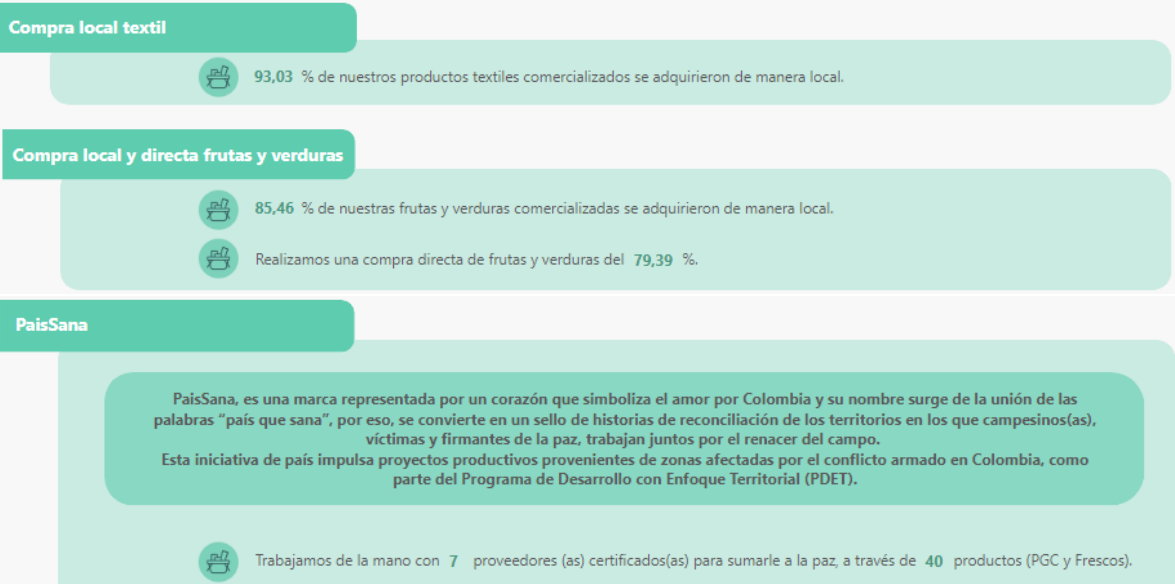 Compra local textil
93,03 % de nuestros productos textiles comercializados se adquirieron de manera local.
Compra local y directa frutas y verduras
85,46 % de nuestras frutas y verduras comercializadas se adquirieron de manera local.
Realizamos una compra directa de frutas y verduras del 79,39 %.
PaisSana
PaisSana, es una marca representada por un corazón que simboliza el amor por Colombia y su nombre surge de la unión de las
palabras “país que sana”, por eso, se convierte en un sello de historias de reconciliación de los territorios en los que campesinos(as),
víctimas y firmantes de la paz, trabajan juntos por el renacer del campo.
Esta iniciativa de país impulsa proyectos productivos provenientes de zonas afectadas por el conflicto armado en Colombia, como
parte del Programa de Desarrollo con Enfoque Territorial (PDET).
Trabajamos de la mano con 7 proveedores (as) certificados(as) para sumarle a la paz, a través de 40 productos (PGC y Frescos).